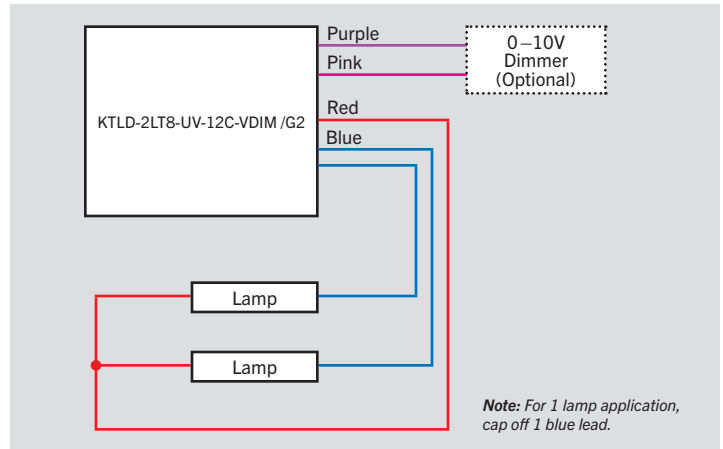 Purple
Pink
0–10V
Dimmer
(Optional)
Red
KTLD-2LT8-UV-12C-VDIM /G2
Blue
Lamp
Lamp
Note: For 1 lamp application,
cap off 1 blue lead.